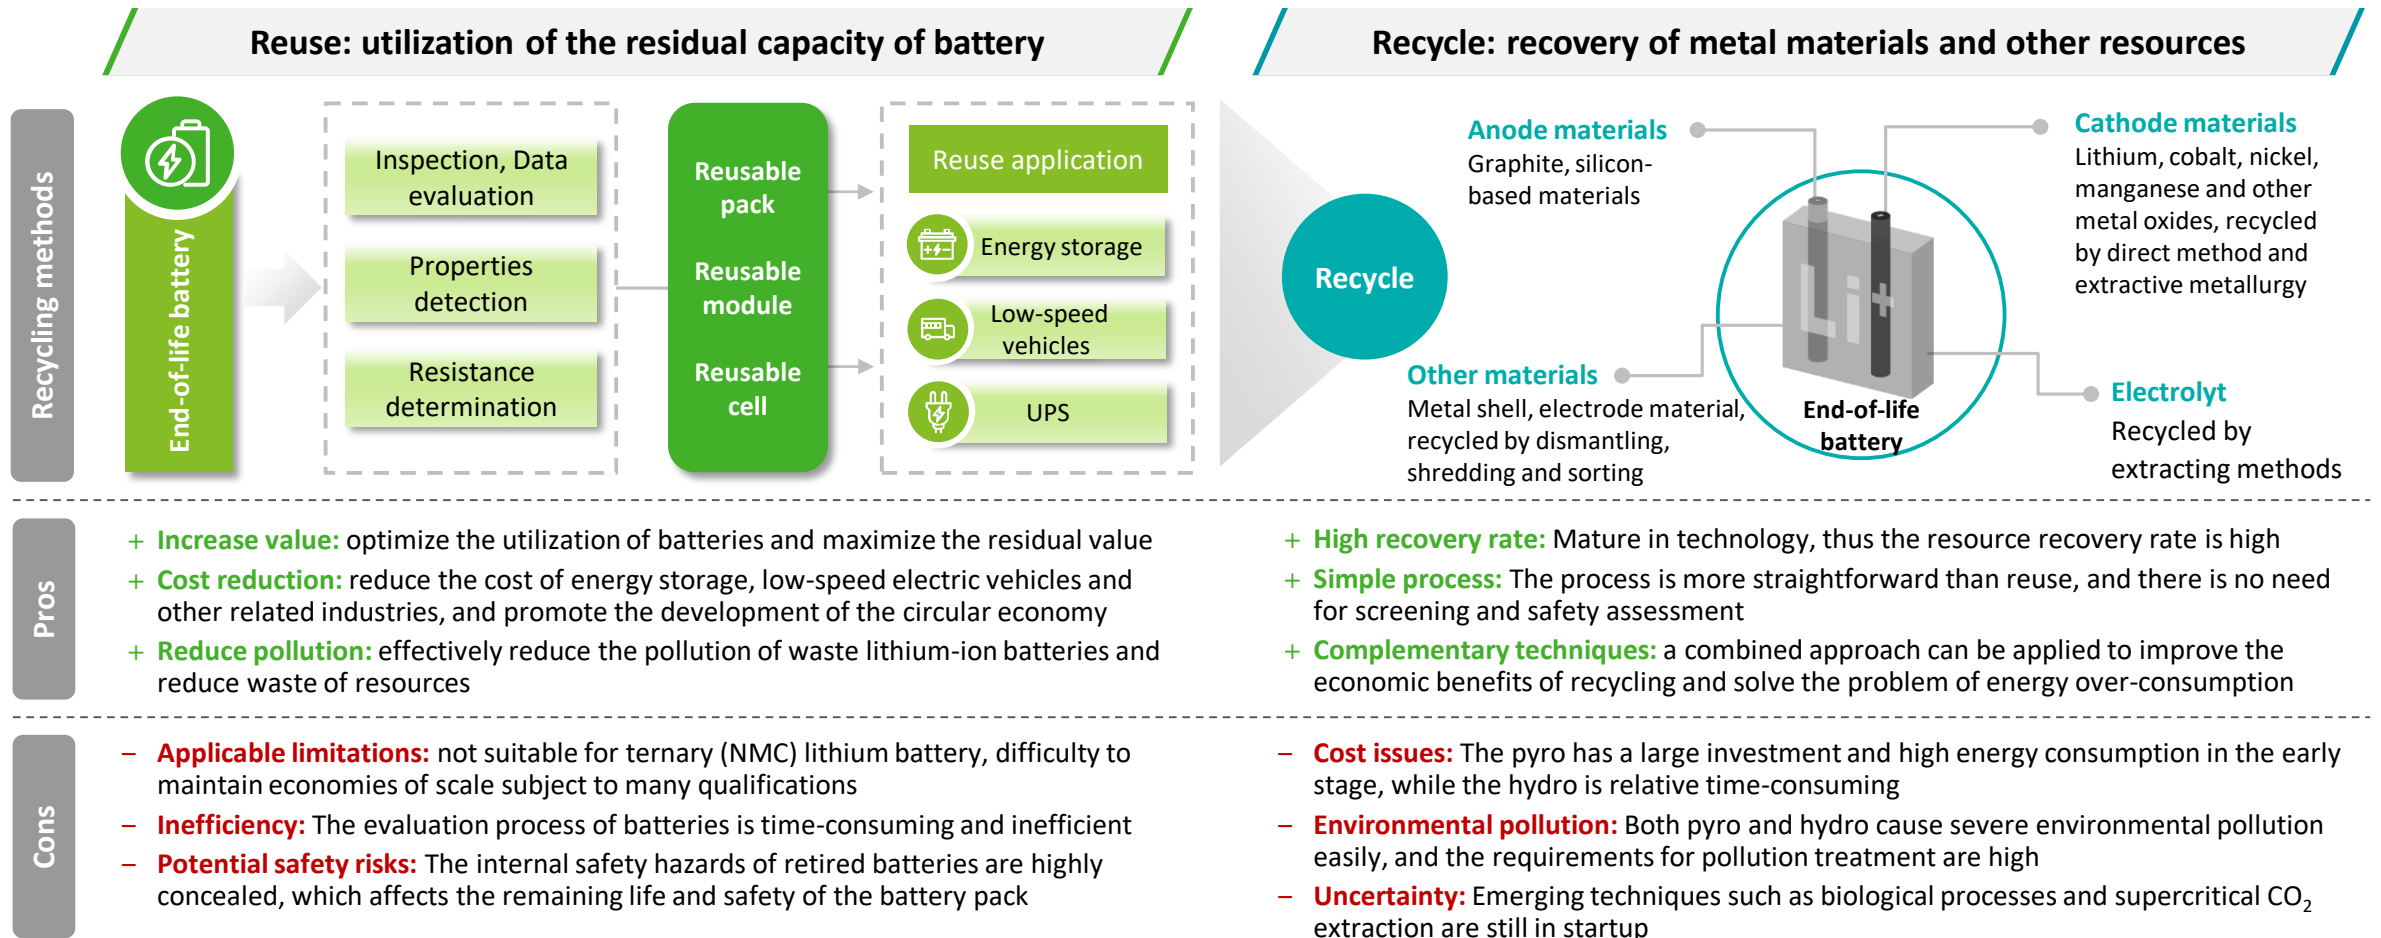 Reuse: utilization of the residual capacity of battery
Recycle: recovery of metal materials and other resources
Recycling methods
End-of-life battery
Inspection, Data
evaluation
Properties
detection
Resistance
determination
Reusable
pack
Reusable
module
Reusable
cell
Reuse application
Energy storage
Low-speed
vehicles
UPS
Recycle
Anode materials
Graphite, silicon-
based materials
Cathode materials
Lithium, cobalt, nickel,
manganese and other
metal oxides, recycled
by direct method and
extractive metallurgy
Other materials
Metal shell, electrode material,
recycled by dismantling,
shredding and sorting
Li+
End-of-life
battery
Electrolyt
Recycled by
extracting methods
Pros
+ Increase value: optimize the utilization of batteries and maximize the residual value
+ Cost reduction: reduce the cost of energy storage, low-speed electric vehicles and
other related industries, and promote the development of the circular economy
+ Reduce pollution: effectively reduce the pollution of waste lithium-ion batteries and
reduce waste of resources
+ High recovery rate: Mature in technology, thus the resource recovery rate is high
+ Simple process: The process is more straightforward than reuse, and there is no need
for screening and safety assessment
+ Complementary techniques: a combined approach can be applied to improve the
economic benefits of recycling and solve the problem of energy over-consumption
Cons
– Applicable limitations: not suitable for ternary (NMC) lithium battery, difficulty to
maintain economies of scale subject to many qualifications
– Inefficiency: The evaluation process of batteries is time-consuming and inefficient
– Potential safety risks: The internal safety hazards of retired batteries are highly
concealed, which affects the remaining life and safety of the battery pack
– Cost issues: The pyro has a large investment and high energy consumption in the early
stage, while the hydro is relative time-consuming
– Environmental pollution: Both pyro and hydro cause severe environmental pollution
easily, and the requirements for pollution treatment are high
– Uncertainty: Emerging techniques such as biological processes and supercritical CO₂
extraction are still in startup